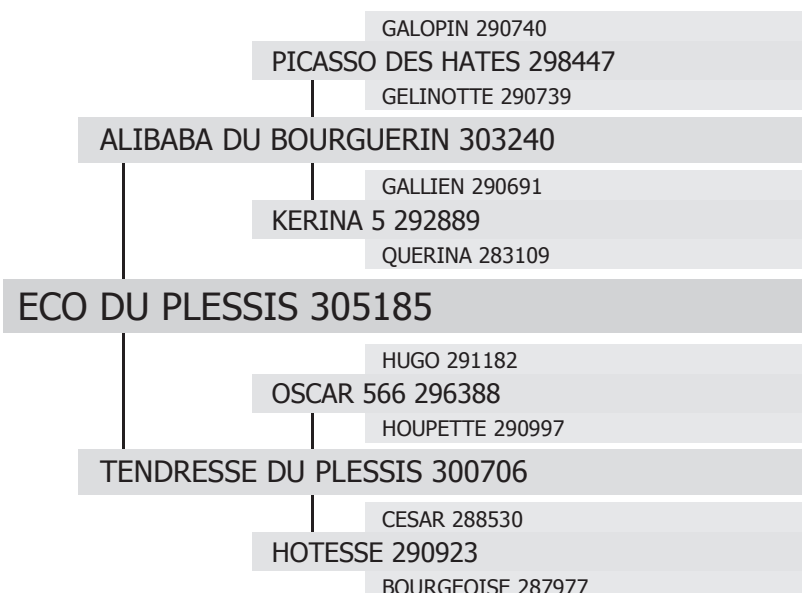 GALOPIN 290740
PICASSO DES HATES 298447
GELINOTTE 290739
ALIBABA DU BOURGUERIN 303240
GALLIEN 290691
KERINA 5 292889
QUERINA 283109
ECO DU PLESSIS 305185
HUGO 291182
OSCAR 566 296388
HOUPETTE 290997
TENDRESSE DU PLESSIS 300706
CESAR 288530
HOTESSE 290923
BOURGEOISE 287977